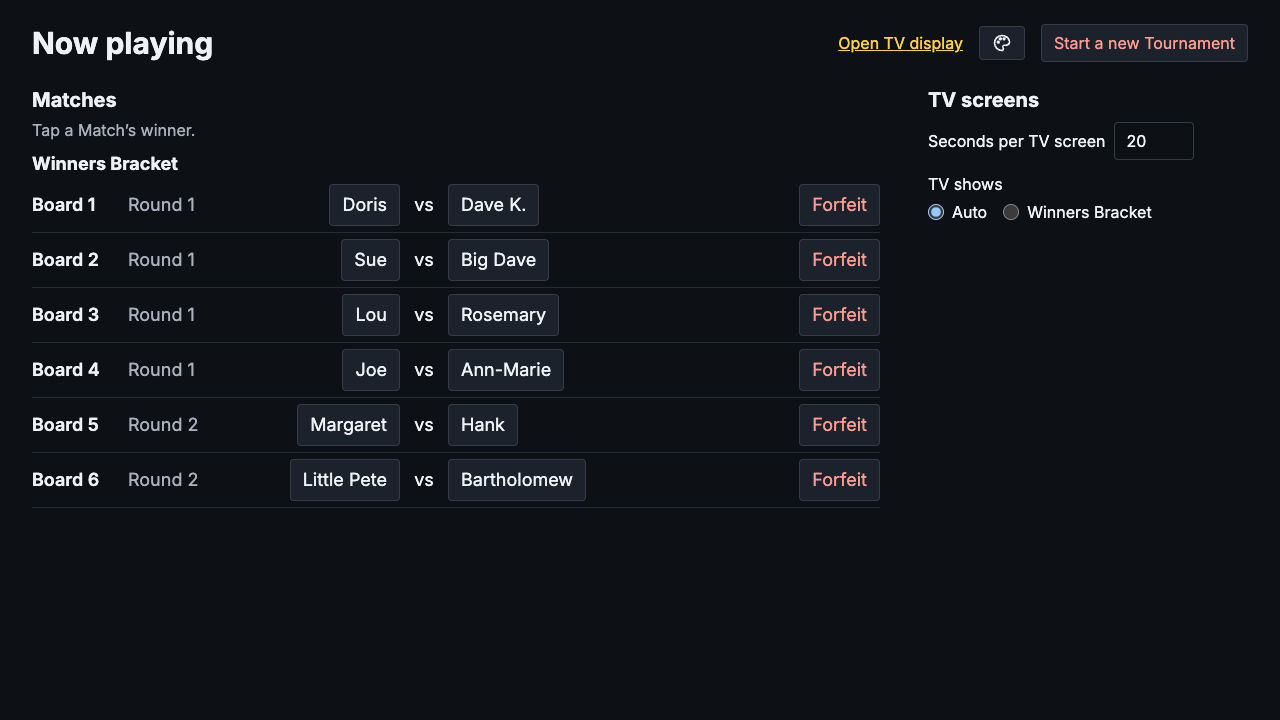 Now playing
Open TV display
Start a new Tournament
Matches
Tap a Match’s winner.
Winners Bracket
Board 1 Round 1 Doris vs Dave K. Forfeit
Board 2 Round 1 Sue vs Big Dave Forfeit
Board 3 Round 1 Lou vs Rosemary Forfeit
Board 4 Round 1 Joe vs Ann-Marie Forfeit
Board 5 Round 2 Margaret vs Hank Forfeit
Board 6 Round 2 Little Pete vs Bartholomew Forfeit
TV screens
Seconds per TV screen 20
TV shows
Auto Winners Bracket